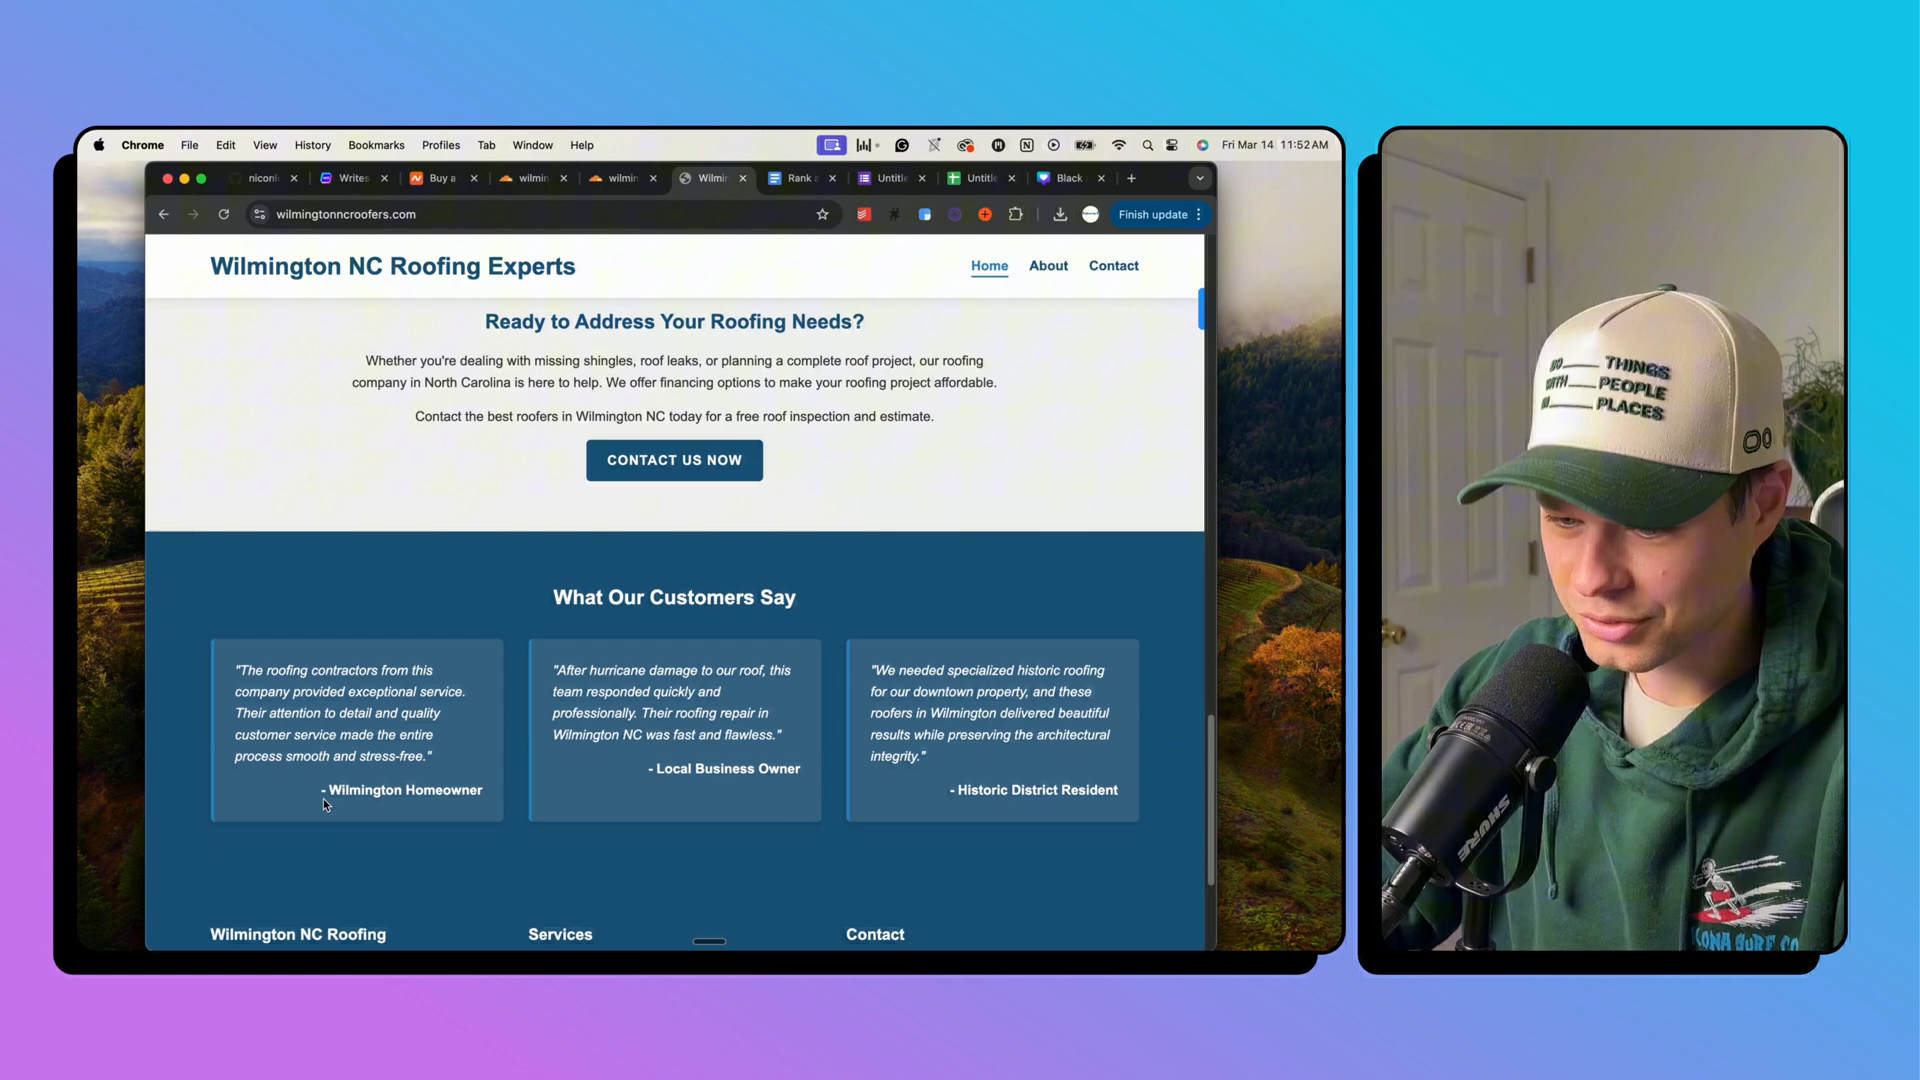 Chrome File Edit View History Bookmarks Profiles Tab Window Help Fri Mar 14 11:52 AM
niconl Writes Buy a wilmin wilmin Wilmin Rank Untitle Untitle Black
wilmingtonncroofers.com Finish update
Wilmington NC Roofing Experts
Home About Contact
Ready to Address Your Roofing Needs?
Whether you're dealing with missing shingles, roof leaks, or planning a complete roof project, our roofing
company in North Carolina is here to help. We offer financing options to make your roofing project affordable.
Contact the best roofers in Wilmington NC today for a free roof inspection and estimate.
CONTACT US NOW
What Our Customers Say
"The roofing contractors from this
company provided exceptional service.
Their attention to detail and quality
customer service made the entire
process smooth and stress-free."
- Wilmington Homeowner
"After hurricane damage to our roof, this
team responded quickly and
professionally. Their roofing repair in
Wilmington NC was fast and flawless."
- Local Business Owner
"We needed specialized historic roofing
for our downtown property, and these
roofers in Wilmington delivered beautiful
results while preserving the architectural
integrity."
- Historic District Resident
Wilmington NC Roofing
Services
Contact
THINGS
WITH PEOPLE
PLACES
SHURE
KONA SURF CO